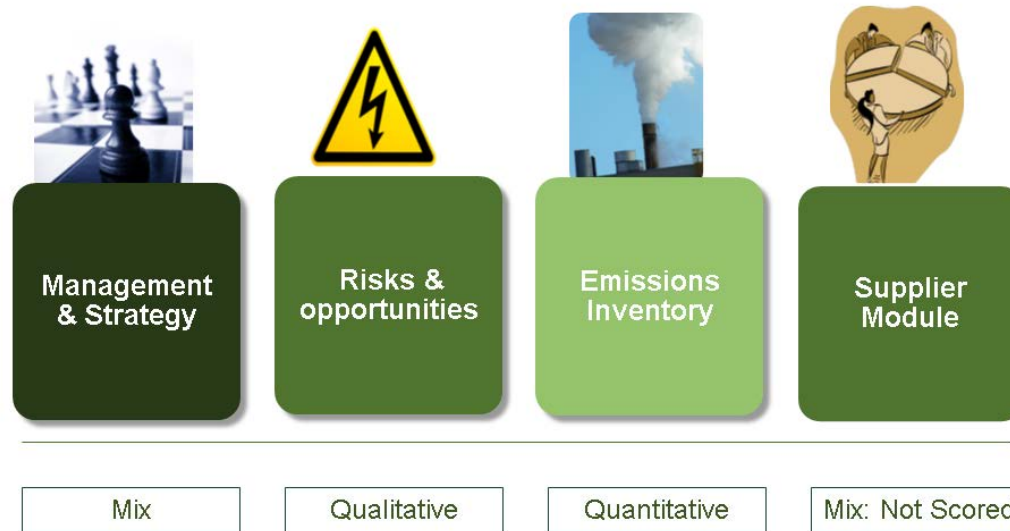 Management
& Strategy
Risks &
opportunities
Emissions
Inventory
Supplier
Module
Mix
Qualitative
Quantitative
Mix: Not Scored